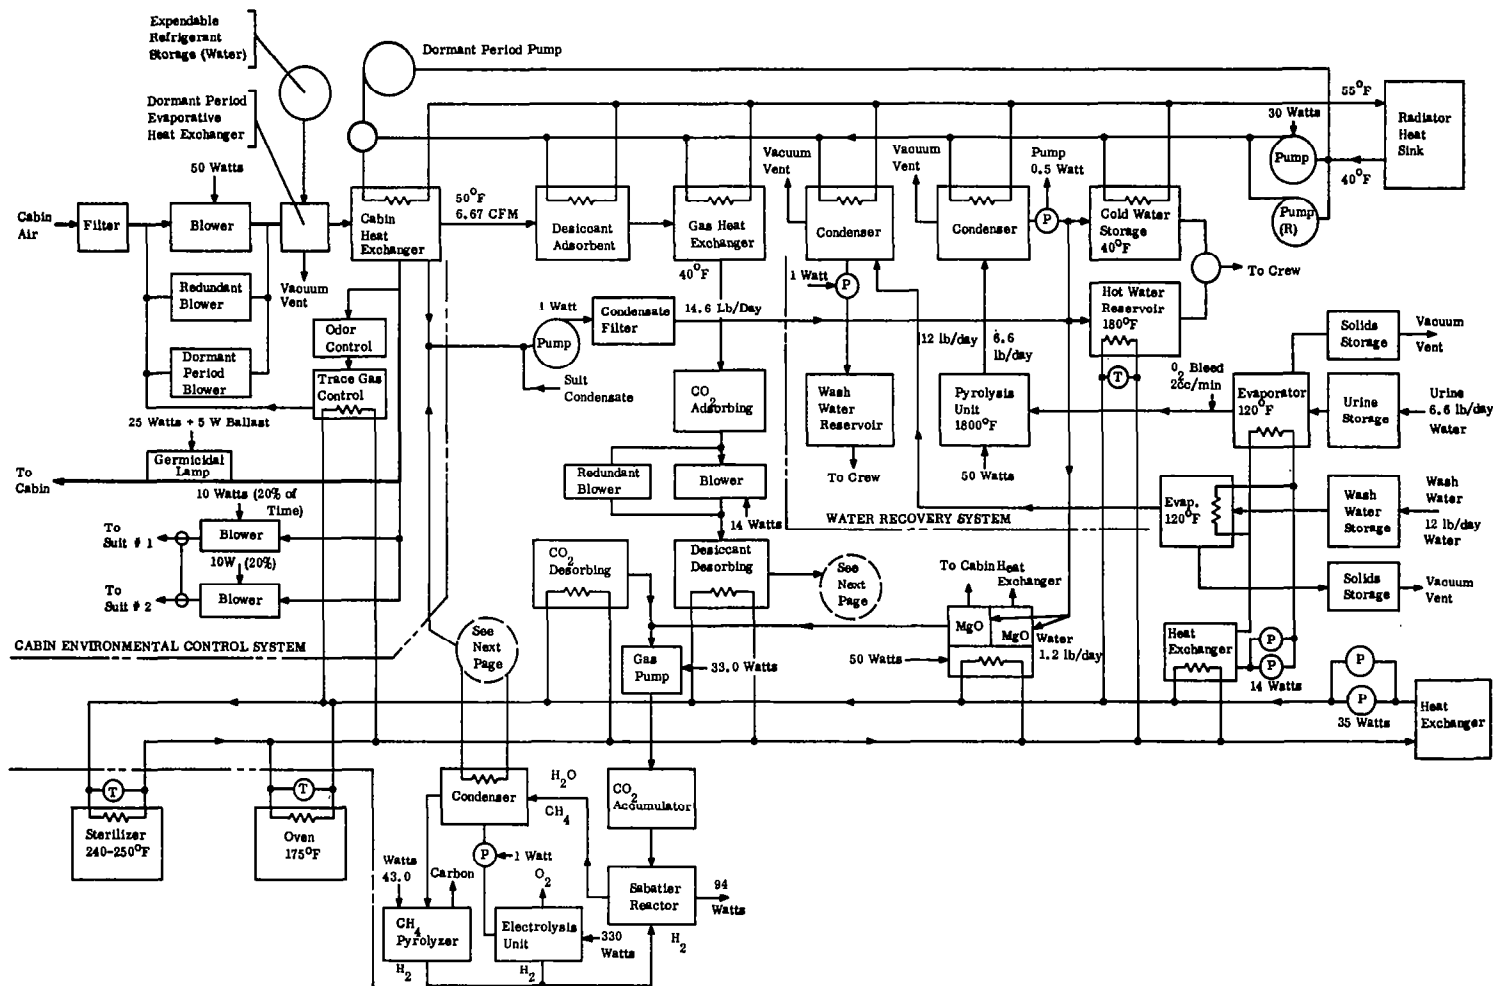 Expendable
Refrigerant
Storage (Water)
Dormant Period Pump
Dormant Period
Evaporative
Heat Exchanger
50 Watts
Cabin
Air
Filter
Blower
Redundant
Blower
Dormant
Period
Blower
Vacuum
Vent
Cabin
Heat
Exchanger
50°F
6.67 CFM
Desiccant
Adsorbent
Gas Heat
Exchanger
40°F
Vacuum
Vent
Condenser
Vacuum
Vent
Condenser
Pump
0.5 Watt
P
Cold Water
Storage
40°F
30 Watts
Pump
Pump
(R)
55°F
40°F
Radiator
Heat
Sink
To Crew
Odor
Control
Trace Gas
Control
25 Watts + 5 W Ballast
Germicidal
Lamp
To
Cabin
10 Watts (20% of
Time)
To
Suit # 1
Blower
10W (20%)
To
Suit # 2
Blower
CABIN ENVIRONMENTAL CONTROL SYSTEM
1 Watt
Pump
Condensate
Filter
14.6 Lb/Day
Suit
Condensate
1 Watt
P
Wash
Water
Reservoir
To Crew
12 lb/day
6.6
lb/day
Pyrolysis
Unit
1800°F
50 Watts
Hot Water
Reservoir
180°F
T
O2 Bleed
2cc/min
Evaporator
120°F
Solids
Storage
Vacuum
Vent
Urine
Storage
Urine
6.6 lb/day
Water
Evap.
120°F
Wash
Water
Storage
Wash
Water
12 lb/day
Water
Solids
Storage
Vacuum
Vent
WATER RECOVERY SYSTEM
CO2
Adsorbing
Redundant
Blower
Blower
14 Watts
CO2
Desorbing
Desiccant
Desorbing
See
Next
Page
To Cabin Heat
Exchanger
MgO
MgO
Water
1.2 lb/day
50 Watts
Gas
Pump
33.0 Watts
See
Next
Page
Heat
Exchanger
P
P
14 Watts
P
P
35 Watts
Heat
Exchanger
T
Sterilizer
240-250°F
T
Oven
175°F
Condenser
H2O
CH4
P
1 Watt
Watts
43.0
Carbon
CH4
Pyrolyzer
H2
O2
Electrolysis
Unit
330
Watts
H2
CO2
Accumulator
Sabatier
Reactor
94
Watts
H2